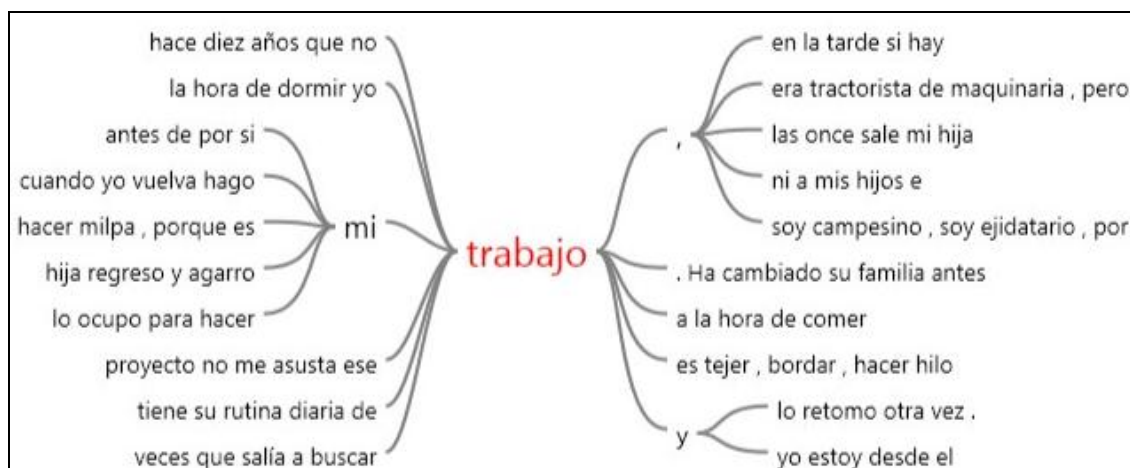 hace diez años que no
la hora de dormir yo
antes de por si
cuando yo vuelva hago
hacer milpa , porque es
hija regreso y agarro
lo ocupo para hacer
mi
proyecto no me asusta ese
tiene su rutina diaria de
veces que salía a buscar
trabajo
,
en la tarde si hay
era tractorista de maquinaria , pero
las once sale mi hija
ni a mis hijos e
soy campesino , soy ejidatario , por
. Ha cambiado su familia antes
a la hora de comer
es tejer , bordar , hacer hilo
y
lo retomo otra vez .
yo estoy desde el